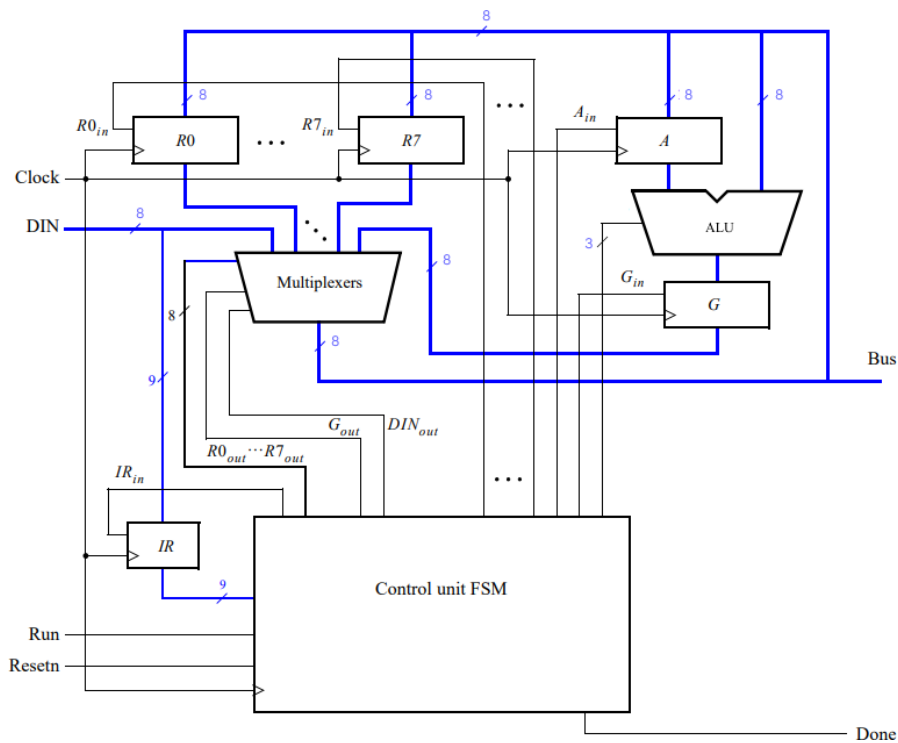 8
8
8
: 8
8
R0in
R7in
Ain
R0
• • •
R7
• • •
A
Clock
DIN
8
3
ALU
Multiplexers
8
Gin
G
8
8
Bus
9
Gout
DINout
R0out···R7out
IRin
• • •
IR
9
Control unit FSM
Run
Resetn
Done